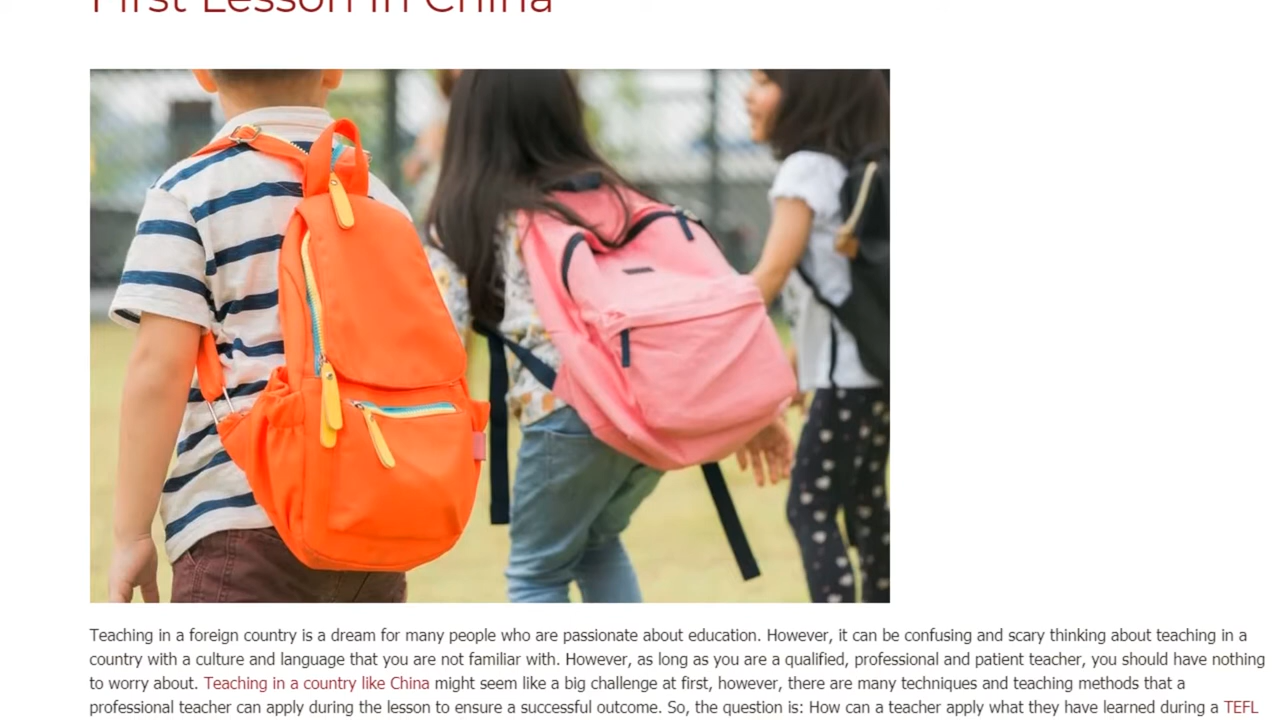 First Lesson in China
Teaching in a foreign country is a dream for many people who are passionate about education. However, it can be confusing and scary thinking about teaching in a
country with a culture and language that you are not familiar with. However, as long as you are a qualified, professional and patient teacher, you should have nothing
to worry about. Teaching in a country like China might seem like a big challenge at first, however, there are many techniques and teaching methods that a
professional teacher can apply during the lesson to ensure a successful outcome. So, the question is: How can a teacher apply what they have learned during a TEFL